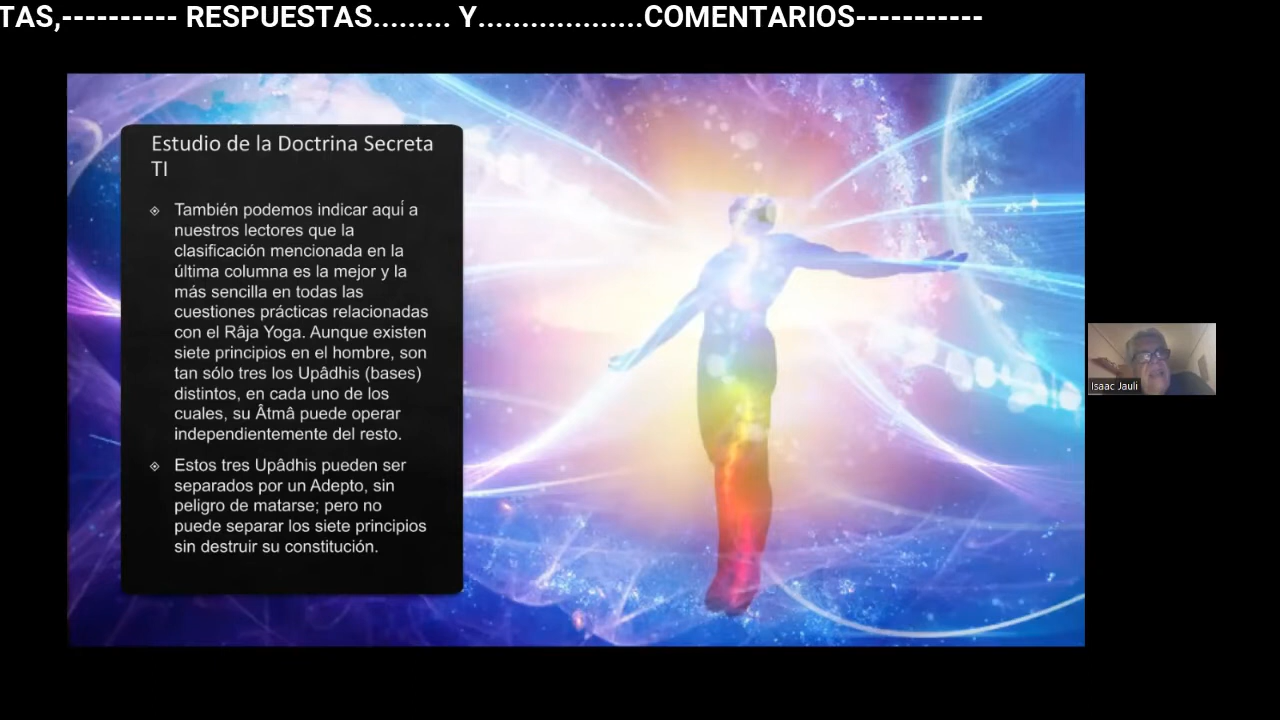 TAS,---------- RESPUESTAS......... Y...................COMENTARIOS-----------
Estudio de la Doctrina Secreta
TI
También podemos indicar aquí a
nuestros lectores que la
clasificación mencionada en la
última columna es la mejor y la
más sencilla en todas las
cuestiones prácticas relacionadas
con el Râja Yoga. Aunque existen
siete principios en el hombre, son
tan sólo tres los Upâdhis (bases)
distintos, en cada uno de los
cuales, su Âtmâ puede operar
independientemente del resto.
Estos tres Upâdhis pueden ser
separados por un Adepto, sin
peligro de matarse; pero no
puede separar los siete principios
sin destruir su constitución.
Isaac Jauli